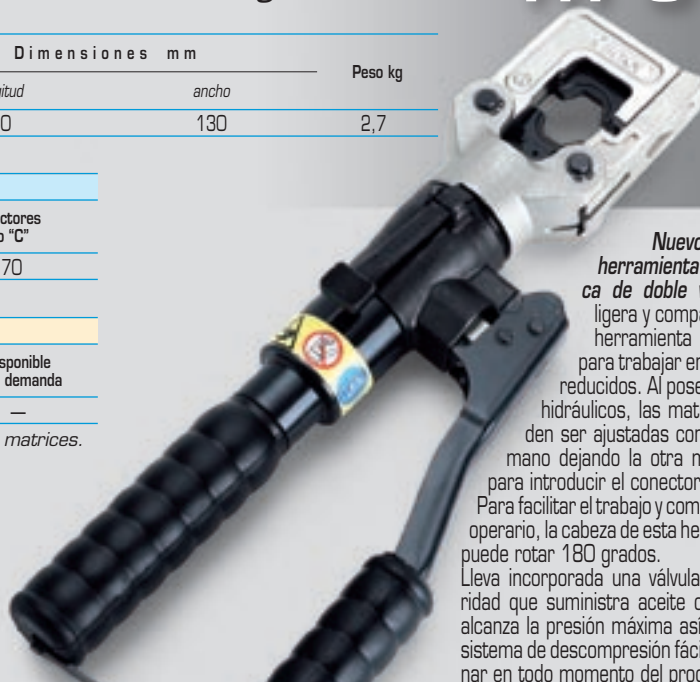 Dimensiones mm
Peso kg
itud
ancho
0
130
2,7
ctores
o “C”
70
sponible
demanda
—
matrices.
Nuevo
herramienta
ca de doble
ligera y compa
herramienta
para trabajar en
reducidos. Al pose
hidráulicos, las mat
den ser ajustadas con
mano dejando la otra m
para introducir el conector
Para facilitar el trabajo y com
operario, la cabeza de esta he
puede rotar 180 grados.
Lleva incorporada una válvula
ridad que suministra aceite
alcanza la presión máxima así
sistema de descompresión fáci
nar en todo momento del proc